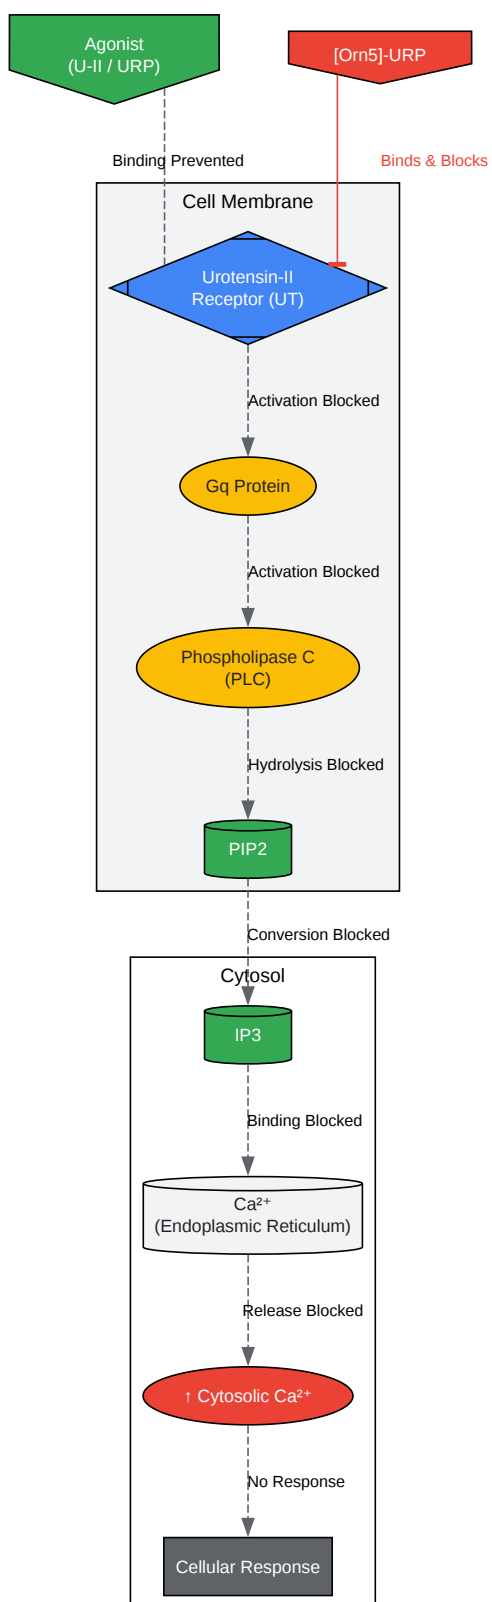 Agonist
(U-II / URP)
[Orn5]-URP
Binding Prevented
Binds & Blocks
Cell Membrane
Urotensin-II
Receptor (UT)
Activation Blocked
Gq Protein
Activation Blocked
Phospholipase C
(PLC)
Hydrolysis Blocked
PIP2
Conversion Blocked
Cytosol
IP3
Binding Blocked
Ca²⁺
(Endoplasmic Reticulum)
Release Blocked
↑ Cytosolic Ca²⁺
No Response
Cellular Response